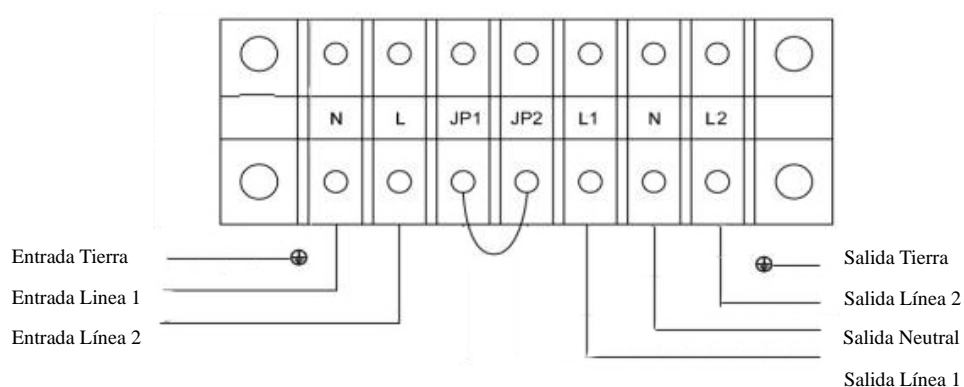 N L JP1 JP2 L1 N L2
Entrada Tierra
Entrada Linea 1
Entrada Línea 2
Salida Tierra
Salida Línea 2
Salida Neutral
Salida Línea 1